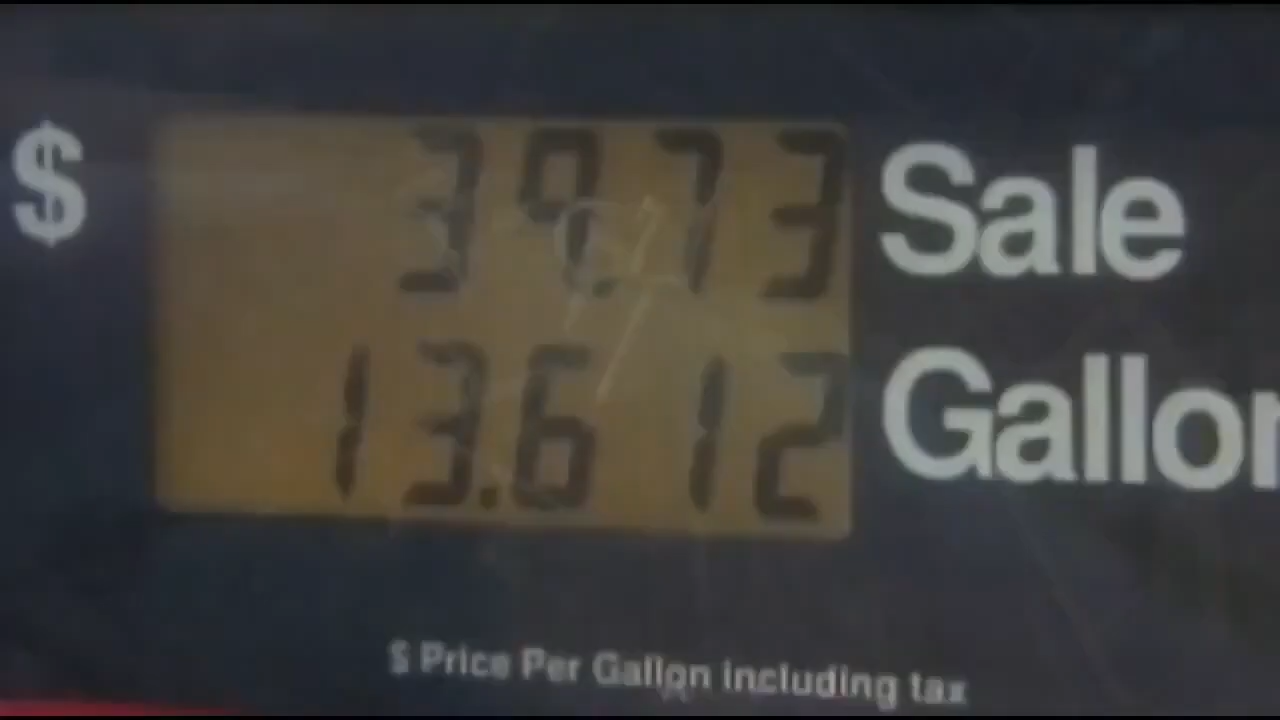 $ 39.73 Sale
13.612 Gallon
$ Price Per Gallon including tax